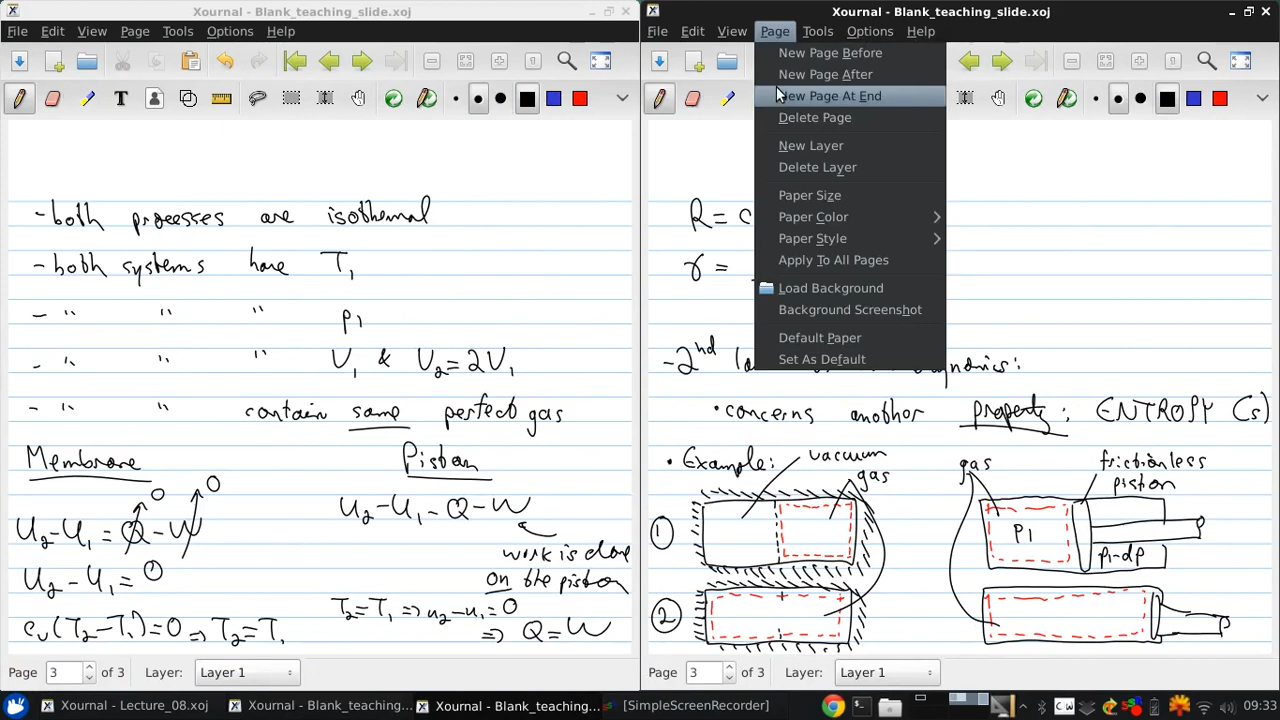 Xournal - Blank_teaching_slide.xoj
File Edit View Page Tools Options Help
T
Page 3 of 3 Layer: Layer 1
- both processes are isothermal
- both systems have T1
- " " " p1
- " " " V1 & V2=2V1
- " " contain same perfect gas
Membrane
U2-U1=Q-W
0 0
U2-U1=0
cv(T2-T1)=0 => T2=T1
Piston
U2-U1=Q-W
work is done
on the piston
T2=T1 => u2-u1=0
=> Q=W
Xournal - Blank_teaching_slide.xoj
File Edit View Page Tools Options Help
New Page Before
New Page After
New Page At End
Delete Page
New Layer
Delete Layer
Paper Size
Paper Color
Paper Style
Apply To All Pages
Load Background
Background Screenshot
Default Paper
Set As Default
R= c
γ =
-2nd
• concerns another property: ENTROPY (s)
• Example: vacuum
gas
gas frictionless
piston
1
p1
p1-dp
2
Page 3 of 3 Layer: Layer 1
Xournal - Lecture_08.xoj
Xournal - Blank_teaching...
Xournal - Blank_teaching...
[SimpleScreenRecorder]
09:33